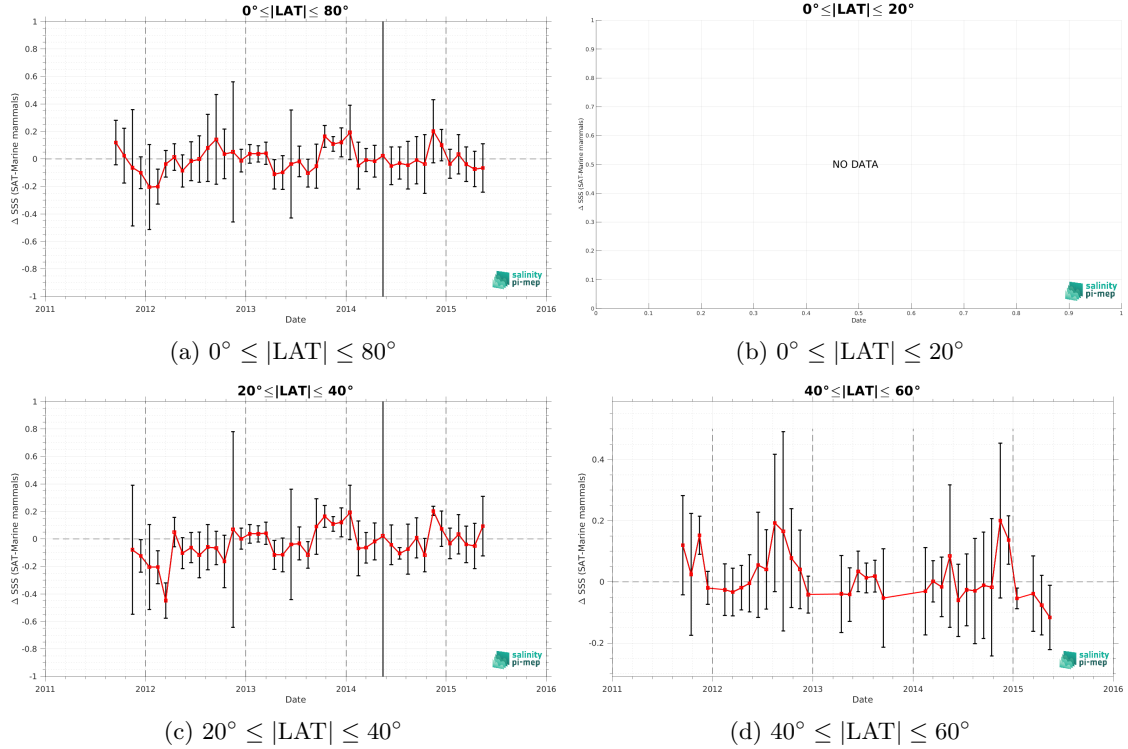 0°≤|LAT|≤ 80°
1
0.8
0.6
0.4
0.2
0
-0.2
-0.4
-0.6
-0.8
-1
Δ SSS (SAT-Marine mammals)
2011 2012 2013 2014 2015 2016
Date
salinity
pi-mep
(a) 0° ≤ |LAT| ≤ 80°
0°≤|LAT|≤ 20°
1
0.9
0.8
0.7
0.6
0.5
0.4
0.3
0.2
0.1
0
Δ SSS (SAT-Marine mammals)
NO DATA
0 0.1 0.2 0.3 0.4 0.5 0.6 0.7 0.8 0.9 1
Date
salinity
pi-mep
(b) 0° ≤ |LAT| ≤ 20°
20°≤|LAT|≤ 40°
1
0.8
0.6
0.4
0.2
0
-0.2
-0.4
-0.6
-0.8
-1
Δ SSS (SAT-Marine mammals)
2011 2012 2013 2014 2015 2016
Date
salinity
pi-mep
(c) 20° ≤ |LAT| ≤ 40°
40°≤|LAT|≤ 60°
0.4
0.2
0
-0.2
Δ SSS (SAT-Marine mammals)
2011 2012 2013 2014 2015 2016
Date
salinity
pi-mep
(d) 40° ≤ |LAT| ≤ 60°